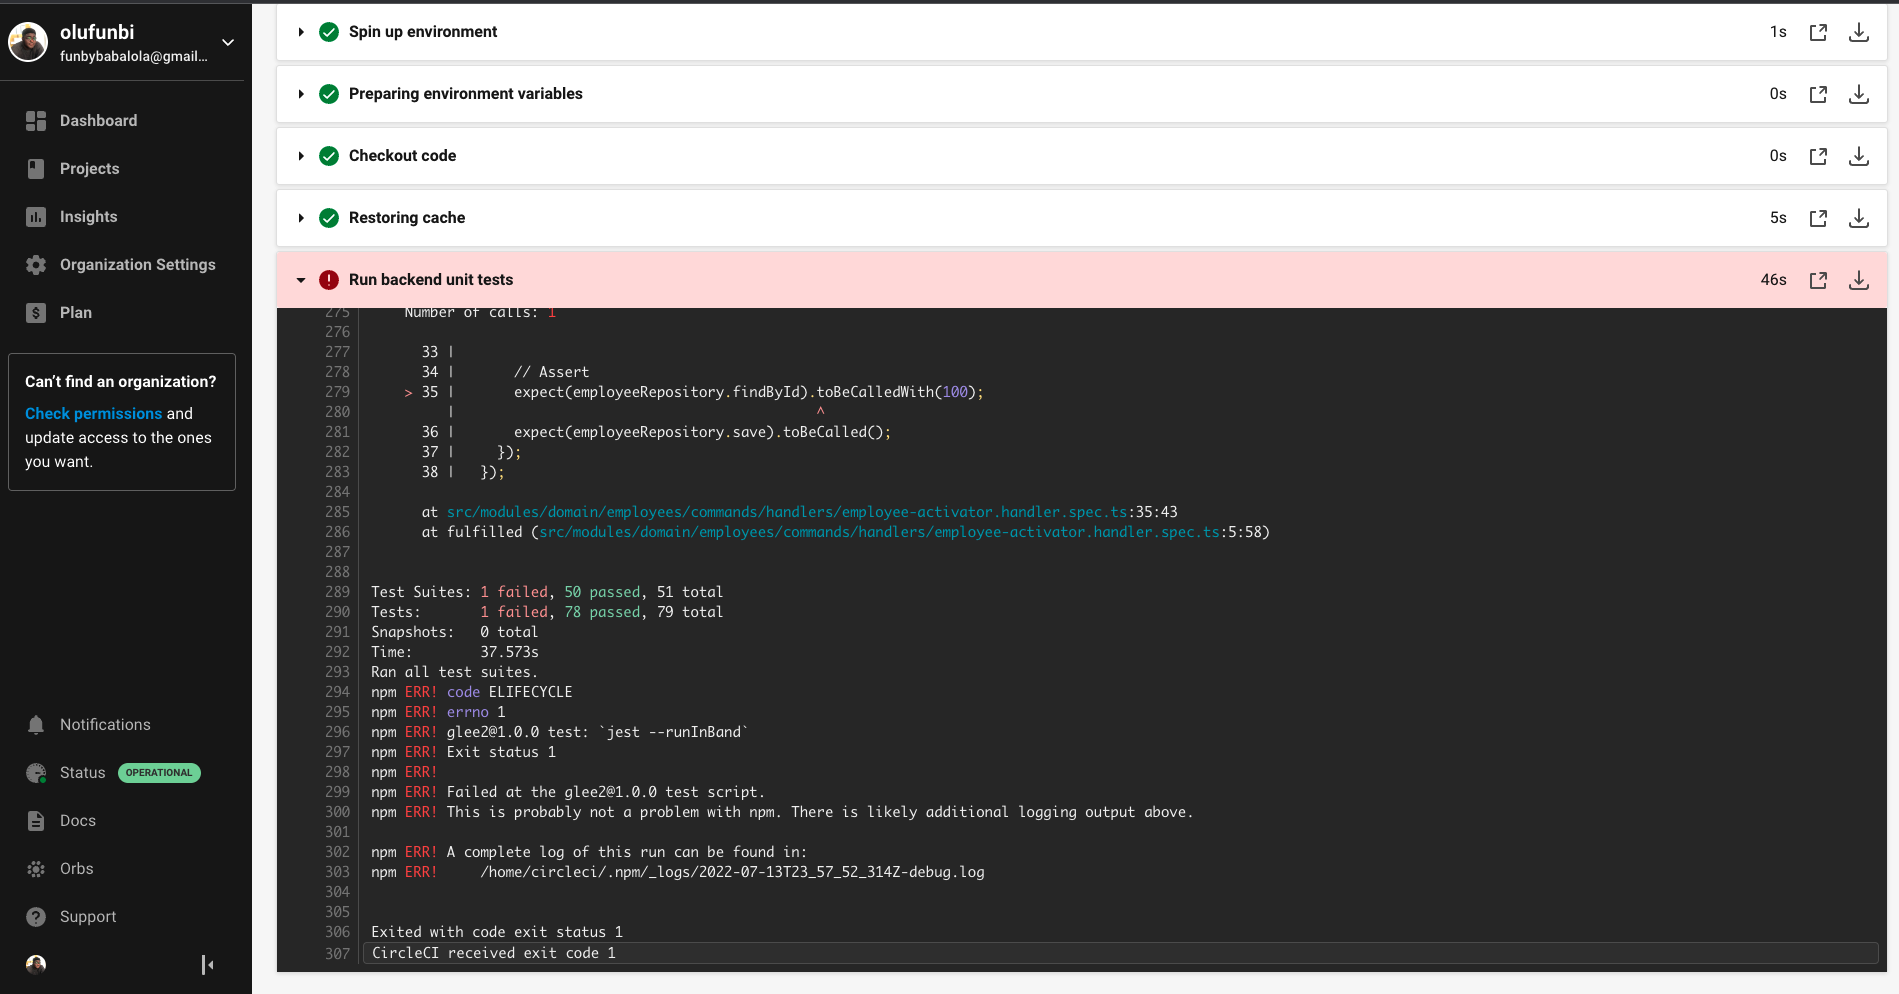 olufunbi
funbybabalola@gmail...
Dashboard
Projects
Insights
Organization Settings
Plan
Can't find an organization?
Check permissions and
update access to the ones
you want.
Notifications
Status OPERATIONAL
Docs
Orbs
Support
Spin up environment 1s
Preparing environment variables 0s
Checkout code 0s
Restoring cache 5s
Run backend unit tests 46s
275 Number of calls: 1
276
277 33 |
278 34 | // Assert
279 > 35 | expect(employeeRepository.findById).toBeCalledWith(100);
280 | ^
281 36 | expect(employeeRepository.save).toBeCalled();
282 37 | });
283 38 | });
284
285 at src/modules/domain/employees/commands/handlers/employee-activator.handler.spec.ts:35:43
286 at fulfilled (src/modules/domain/employees/commands/handlers/employee-activator.handler.spec.ts:5:58)
287
288
289 Test Suites: 1 failed, 50 passed, 51 total
290 Tests: 1 failed, 78 passed, 79 total
291 Snapshots: 0 total
292 Time: 37.573s
293 Ran all test suites.
294 npm ERR! code ELIFECYCLE
295 npm ERR! errno 1
296 npm ERR! glee2@1.0.0 test: `jest --runInBand`
297 npm ERR! Exit status 1
298 npm ERR!
299 npm ERR! Failed at the glee2@1.0.0 test script.
300 npm ERR! This is probably not a problem with npm. There is likely additional logging output above.
301
302 npm ERR! A complete log of this run can be found in:
303 npm ERR! /home/circleci/.npm/_logs/2022-07-13T23_57_52_314Z-debug.log
304
305
306 Exited with code exit status 1
307 CircleCI received exit code 1